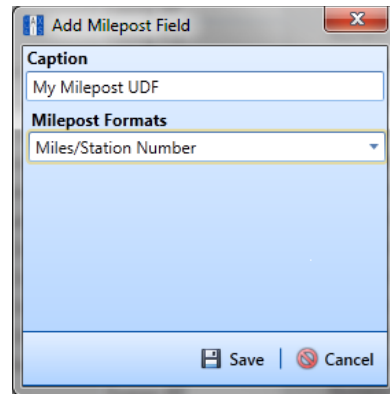 Add Milepost Field
Caption
My Milepost UDF
Milepost Formats
Miles/Station Number
Save | Cancel